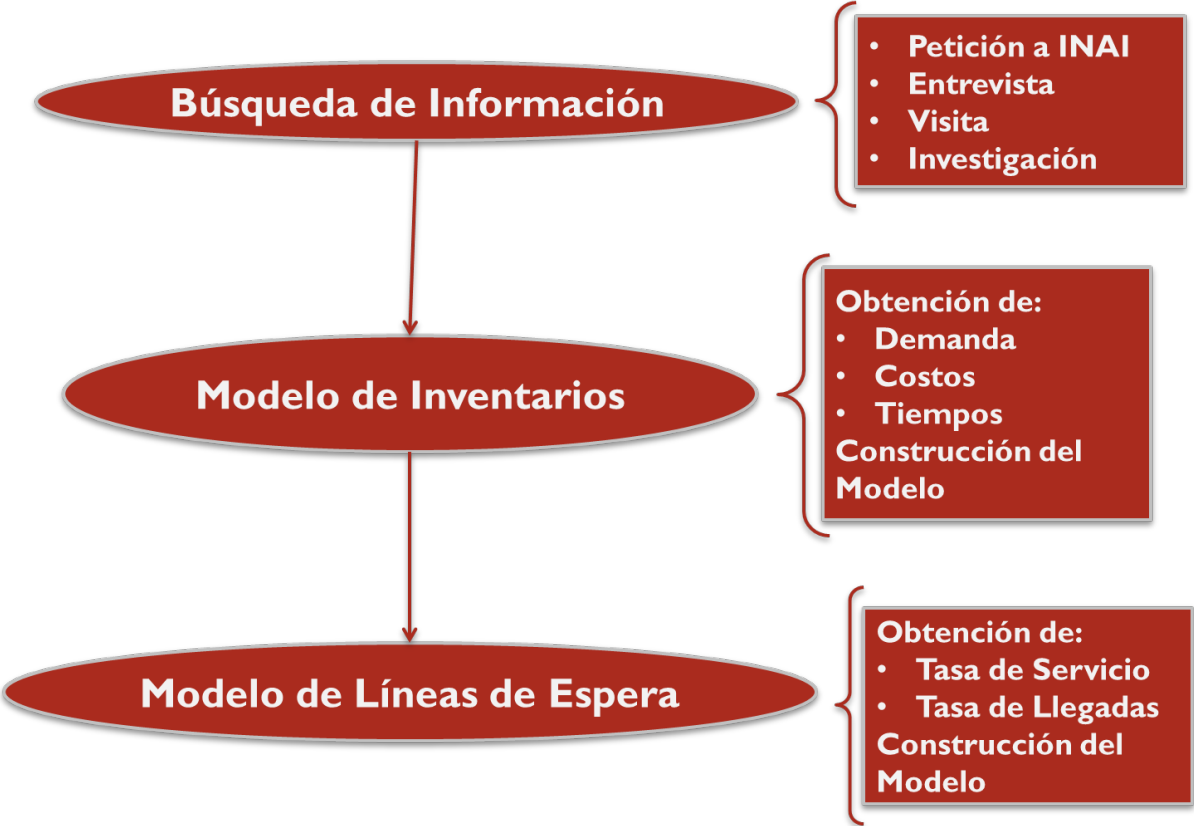 Búsqueda de Información
• Petición a INAI
• Entrevista
• Visita
• Investigación
Modelo de Inventarios
Obtención de:
• Demanda
• Costos
• Tiempos
Construcción del
Modelo
Modelo de Líneas de Espera
Obtención de:
• Tasa de Servicio
• Tasa de Llegadas
Construcción del
Modelo